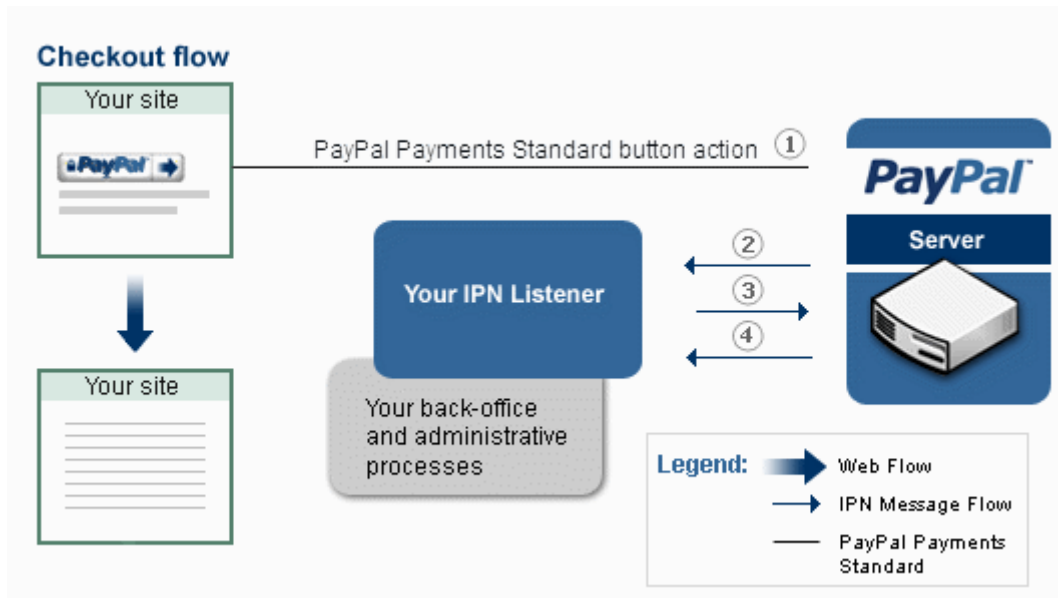 Checkout flow
Your site
PayPal
PayPal Payments Standard button action 1
PayPal™
Server
2
Your IPN Listener
3
4
Your site
Your back-office
and administrative
processes
Legend:
Web Flow
IPN Message Flow
PayPal Payments
Standard